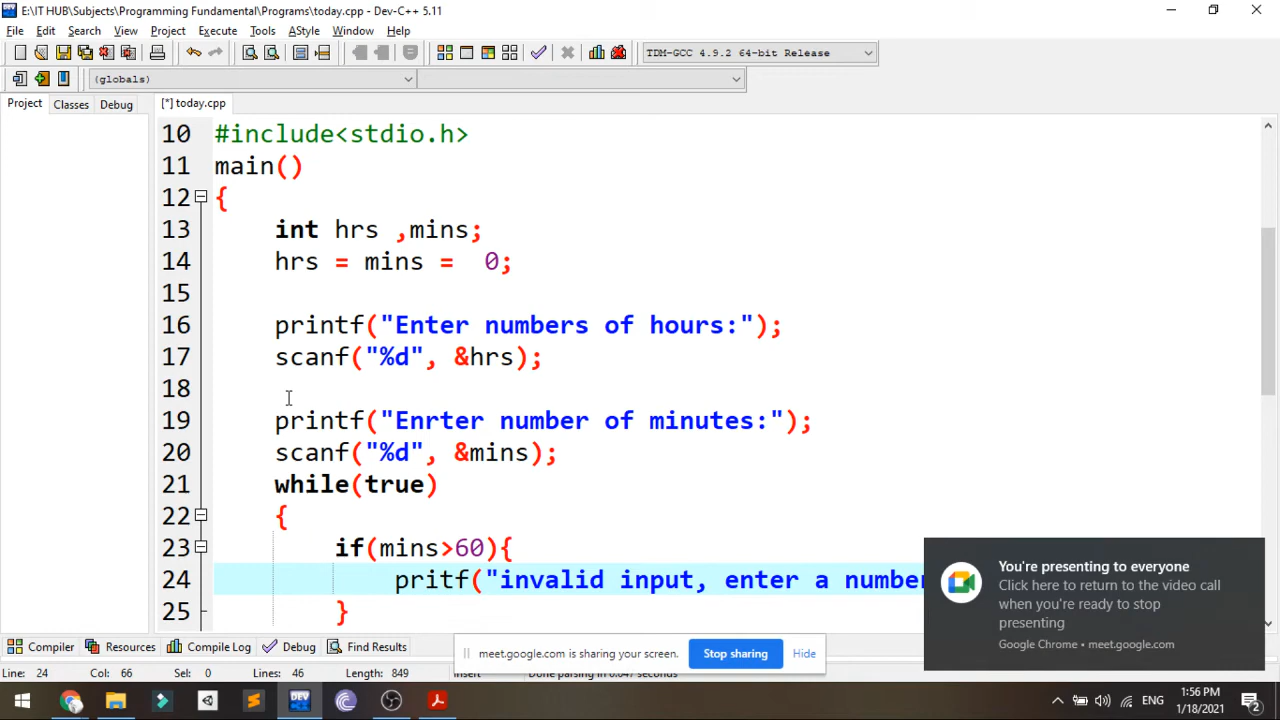 E:\IT HUB\Subjects\Programming Fundamental\Programs\today.cpp - Dev-C++ 5.11
File Edit Search View Project Execute Tools AStyle Window Help
TDM-GCC 4.9.2 64-bit Release
(globals)
Project Classes Debug [*] today.cpp
10 #include<stdio.h>
11 main()
12 {
13 int hrs ,mins;
14 hrs = mins =  0;
15
16 printf("Enter numbers of hours:");
17 scanf("%d", &hrs);
18
19 printf("Enrter number of minutes:");
20 scanf("%d", &mins);
21 while(true)
22 {
23 if(mins>60){
24 pritf("invalid input, enter a number
25 }
You're presenting to everyone
Click here to return to the video call
when you're ready to stop
presenting
Google Chrome • meet.google.com
Compiler Resources Compile Log Debug Find Results
meet.google.com is sharing your screen. Stop sharing Hide
Line: 24 Col: 66 Sel: 0 Lines: 46 Length: 849 Insert Done parsing in 0.047 seconds
ENG 1:56 PM
1/18/2021
2